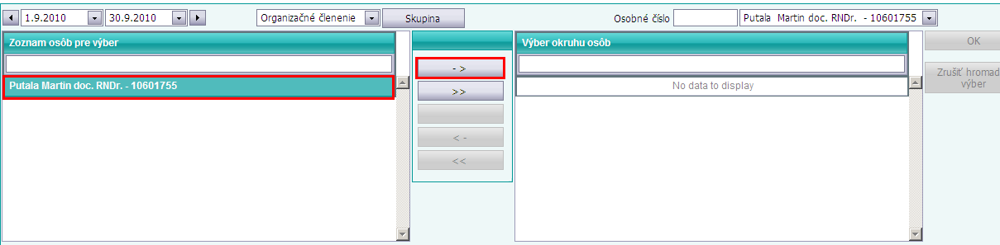 1.9.2010 30.9.2010 Organizačné členenie Skupina Osobné číslo Putala Martin doc. RNDr. - 10601755
Zoznam osôb pre výber
Výber okruhu osôb
OK
- >
Zrušiť hromad
výber
Putala Martin doc. RNDr. - 10601755
>>
No data to display
< -
<<